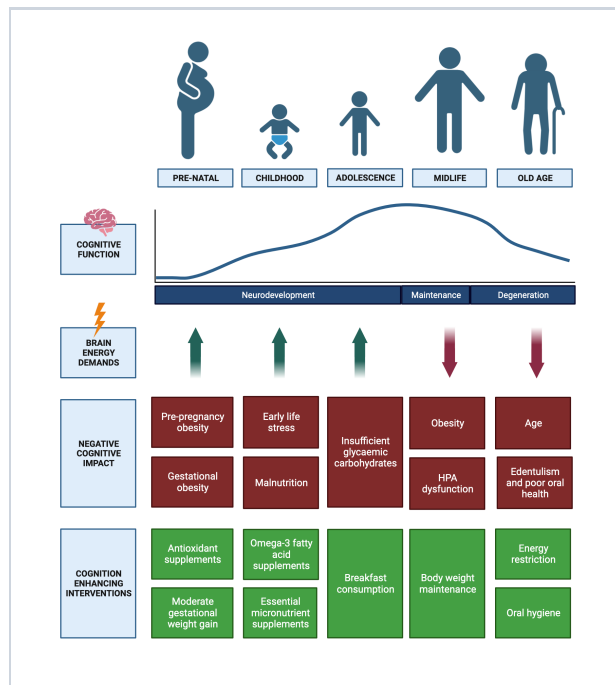 PRE-NATAL
CHILDHOOD
ADOLESCENCE
MIDLIFE
OLD AGE
COGNITIVE
FUNCTION
Neurodevelopment
Maintenance
Degeneration
BRAIN
ENERGY
DEMANDS
NEGATIVE
COGNITIVE
IMPACT
Pre-pregnancy
obesity
Early life
stress
Insufficient
glycaemic
carbohydrates
Obesity
Age
Gestational
obesity
Malnutrition
HPA
dysfunction
Edentulism
and poor oral
health
COGNITION
ENHANCING
INTERVENTIONS
Antioxidant
supplements
Omega-3 fatty
acid
supplements
Breakfast
consumption
Body weight
maintenance
Energy
restriction
Moderate
gestational
weight gain
Essential
micronutrient
supplements
Oral hygiene